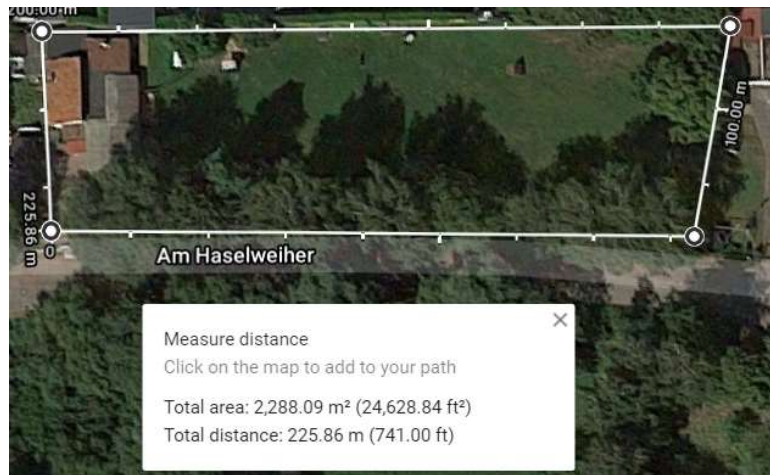 200.00 m
100.00 m
225.86 m
0
Am Haselweiher
Measure distance
Click on the map to add to your path
Total area: 2,288.09 m² (24,628.84 ft²)
Total distance: 225.86 m (741.00 ft)